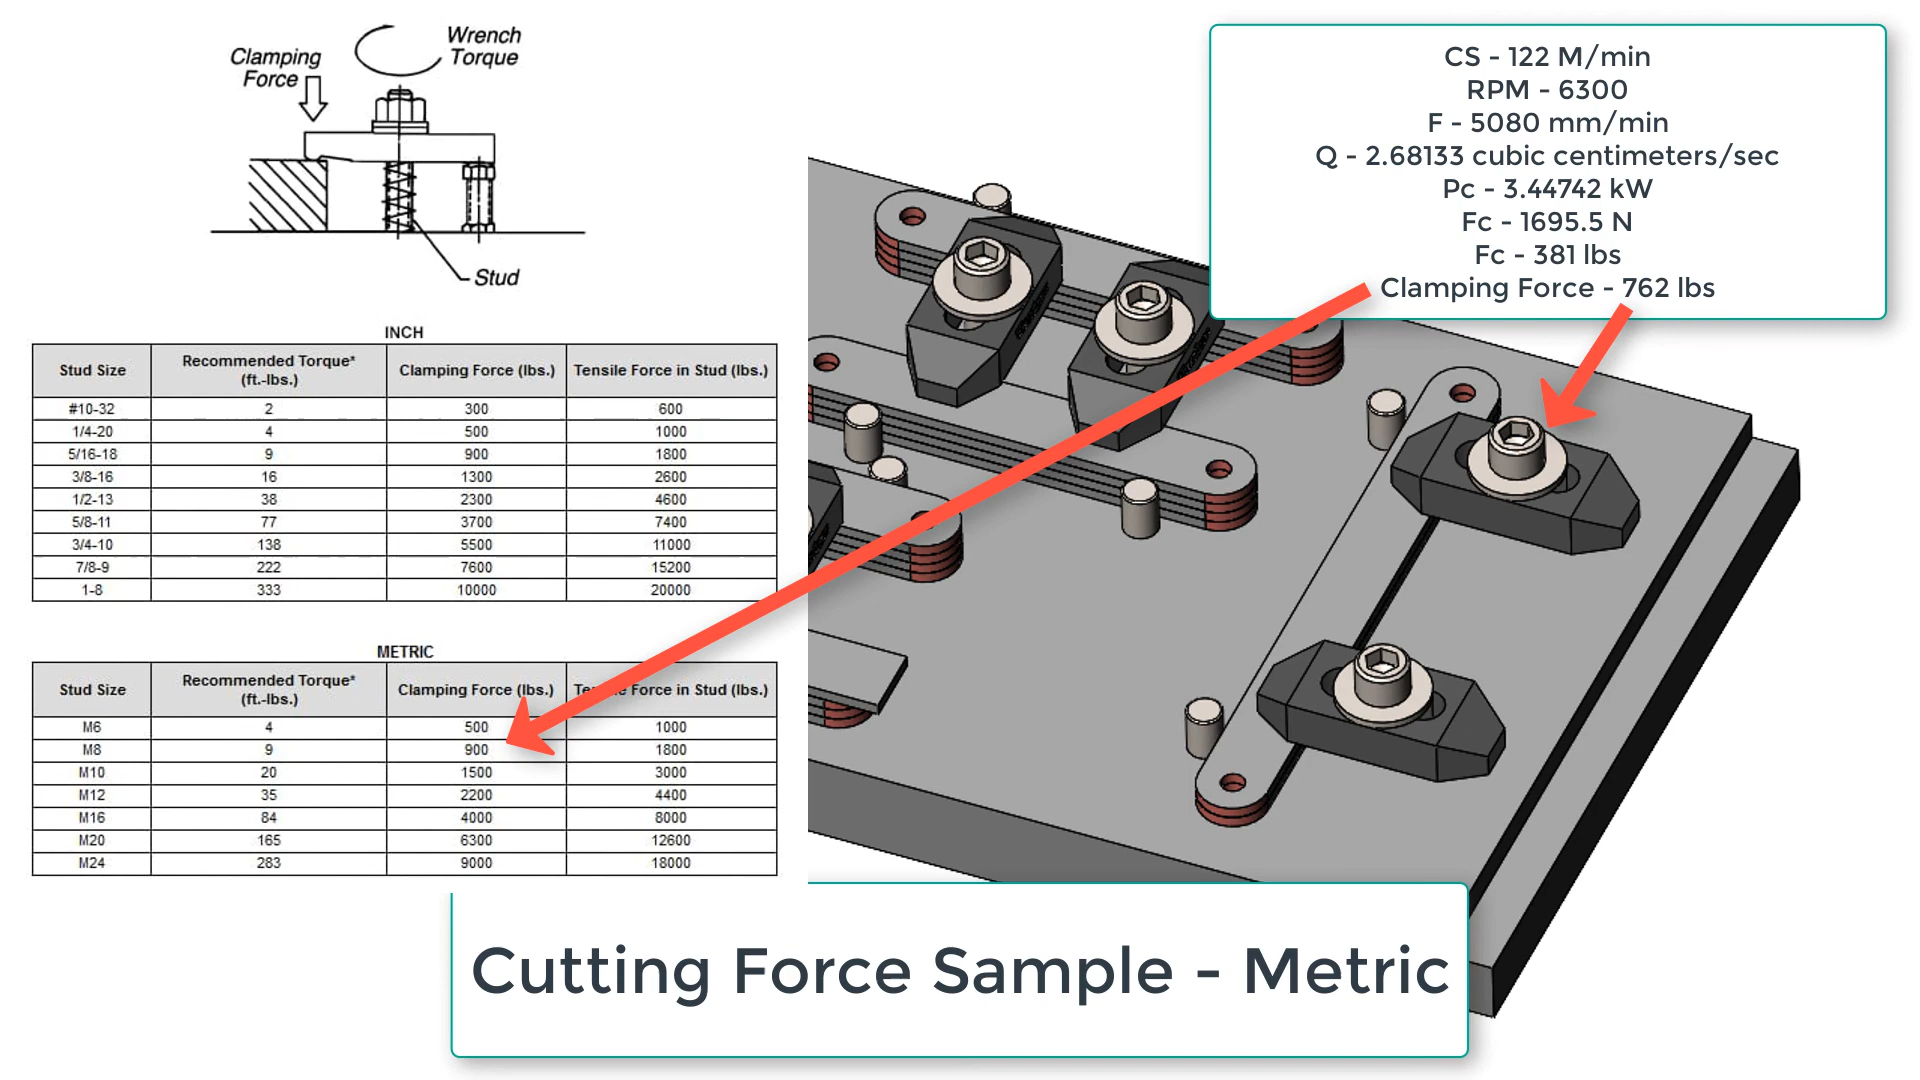 Clamping
Force
Wrench
Torque
Stud
CS - 122 M/min
RPM - 6300
F - 5080 mm/min
Q - 2.68133 cubic centimeters/sec
Pc - 3.44742 kW
Fc - 1695.5 N
Fc - 381 lbs
Clamping Force - 762 lbs
INCH
Stud Size Recommended Torque* (ft.-lbs.) Clamping Force (lbs.) Tensile Force in Stud (lbs.)
#10-32 2 300 600
1/4-20 4 500 1000
5/16-18 9 900 1800
3/8-16 16 1300 2600
1/2-13 38 2300 4600
5/8-11 77 3700 7400
3/4-10 138 5500 11000
7/8-9 222 7600 15200
1-8 333 10000 20000
METRIC
Stud Size Recommended Torque* (ft.-lbs.) Clamping Force (lbs.) Force in Stud (lbs.)
M6 4 500 1000
M8 9 900 1800
M10 20 1500 3000
M12 35 2200 4400
M16 84 4000 8000
M20 165 6300 12600
M24 283 9000 18000
Cutting Force Sample - Metric